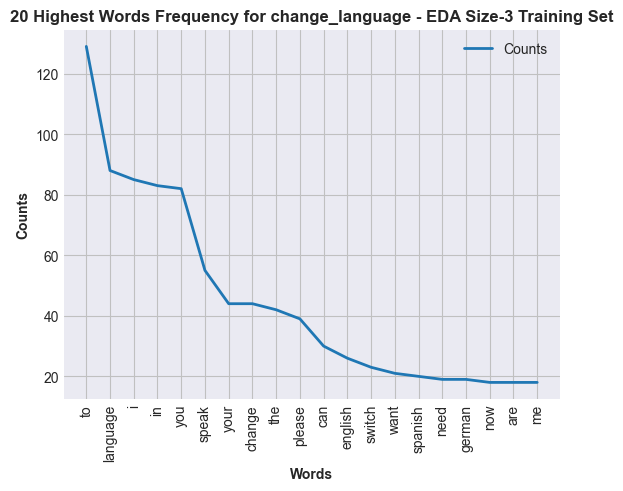 20 Highest Words Frequency for change_language - EDA Size-3 Training Set
Counts
120
100
80
60
40
20
Counts
to
language
i
in
you
speak
your
change
the
please
can
english
switch
want
spanish
need
german
now
are
me
Words